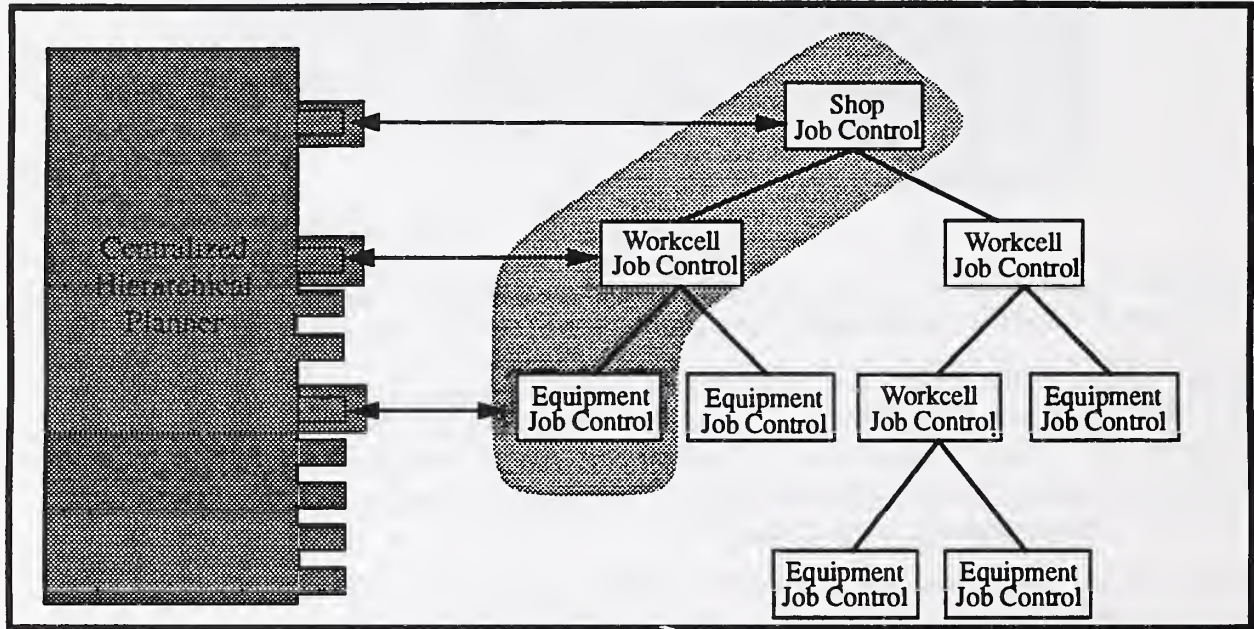 Shop
Job Control
Centralized
Hierarchical
Planner
Workcell
Job Control
Workcell
Job Control
Equipment
Job Control
Equipment
Job Control
Workcell
Job Control
Equipment
Job Control
Equipment
Job Control
Equipment
Job Control